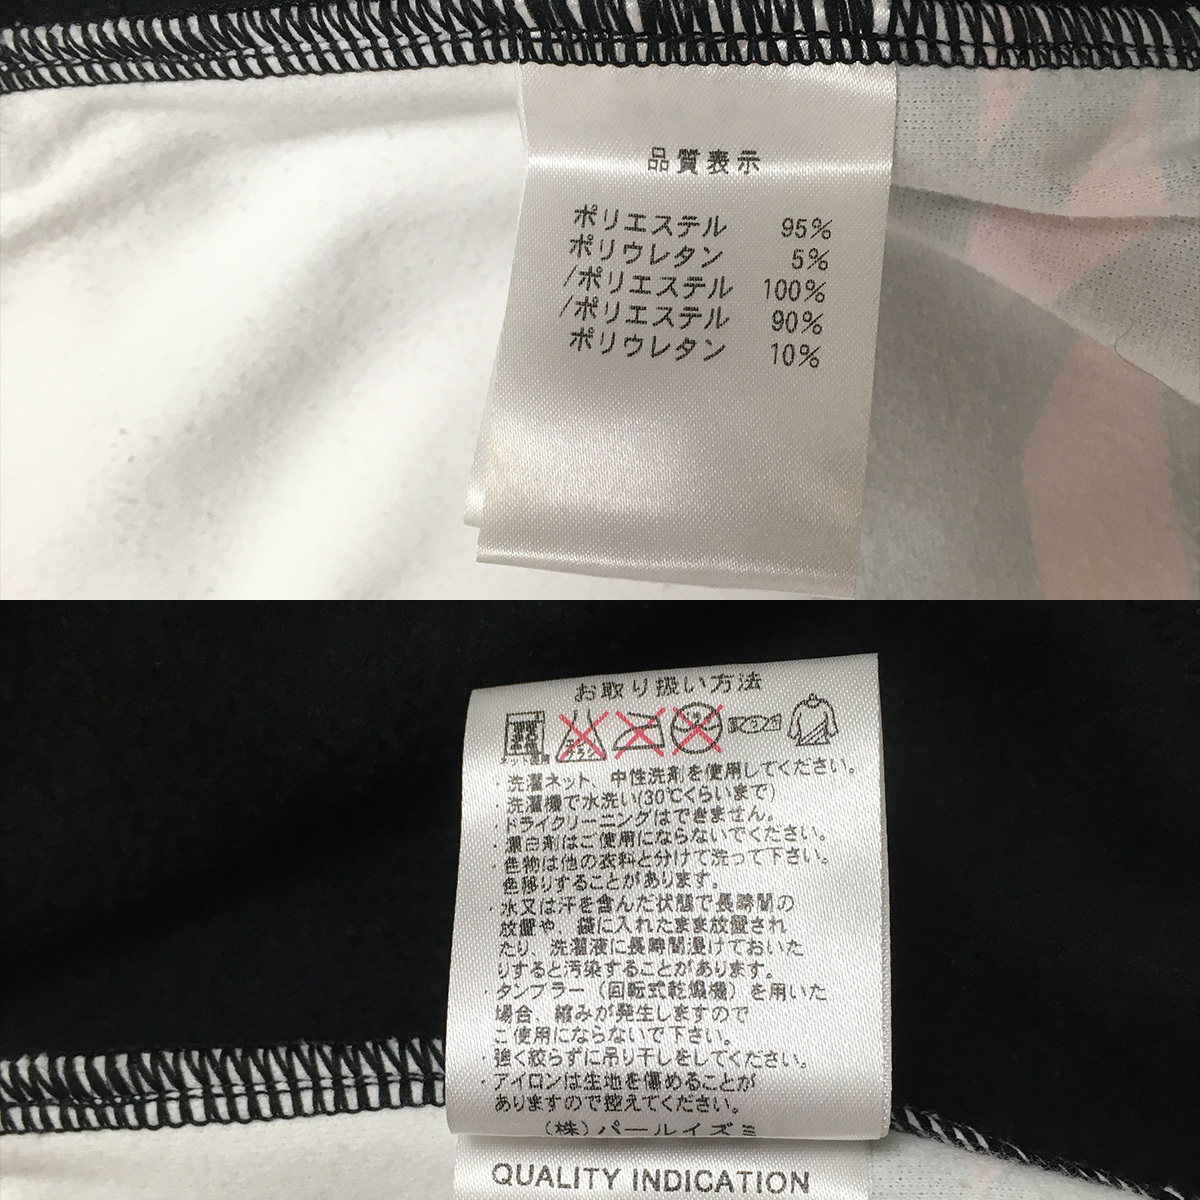 品質表示
ポリエステル 95%
ポリウレタン 5%
/ポリエステル 100%
/ポリエステル 90%
ポリウレタン 10%
お取り扱い方法
ネット使用
・洗濯ネット、中性洗剤を使用してください。
・洗濯機で水洗い(30℃くらいまで)
・ドライクリーニングはできません。
・漂白剤はご使用にならないでください。
・色物は他の衣料と分けて洗って下さい。
色移りすることがあります。
・水又は汗を含んだ状態で長時間の
放置や、袋に入れたまま放置され
たり、洗濯液に長時間浸けておいた
りすると汚染することがあります。
・タンブラー(回転式乾燥機)を用いた
場合、縮みが発生しますので
ご使用にならないで下さい。
・強く絞らずに吊り干しをしてください。
・アイロンは生地を傷めることが
ありますので控えてください。
(株)パールイズミ
QUALITY INDICATION